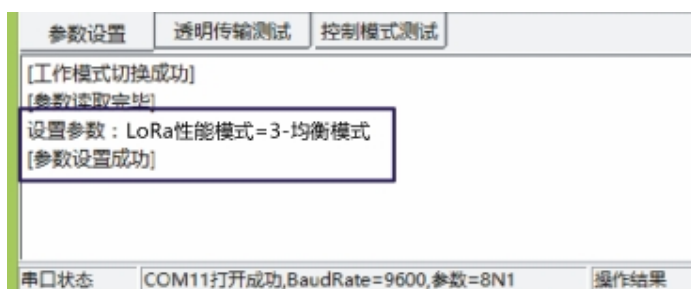 参数设置 透明传输测试 控制模式测试
[工作模式切换成功]
[参数读取完毕]
设置参数：LoRa性能模式=3-均衡模式
[参数设置成功]
串口状态 COM11打开成功,BaudRate=9600,参数=8N1 操作结果